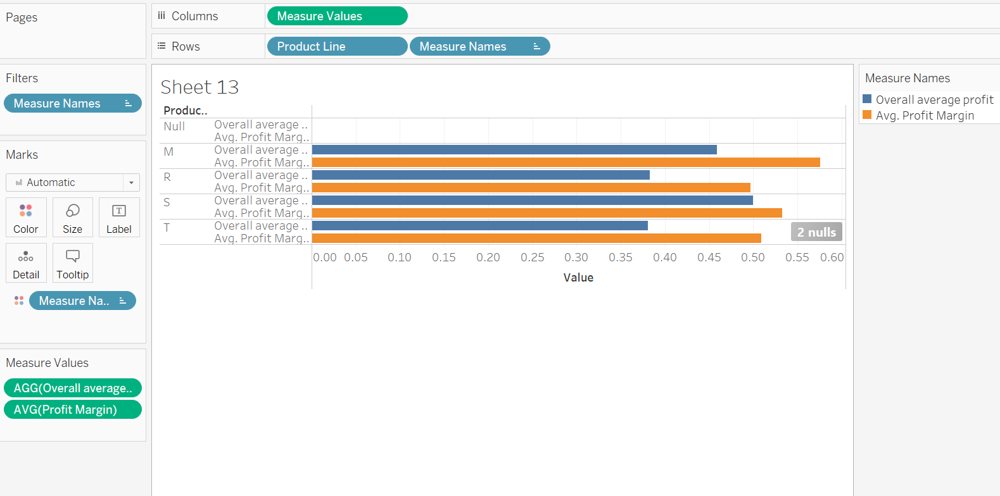 Pages
Columns
Measure Values
Rows
Product Line
Measure Names
Filters
Measure Names
Marks
Automatic
Color
Size
Label
Detail
Tooltip
Measure Na..
Measure Values
AGG(Overall average..
AVG(Profit Margin)
Sheet 13
Produc..
Null
Overall average ..
Avg. Profit Marg..
M
Overall average ..
Avg. Profit Marg..
R
Overall average ..
Avg. Profit Marg..
S
Overall average ..
Avg. Profit Marg..
T
Overall average ..
Avg. Profit Marg..
2 nulls
0.00 0.05 0.10 0.15 0.20 0.25 0.30 0.35 0.40 0.45 0.50 0.55 0.60
Value
Measure Names
Overall average profit
Avg. Profit Margin